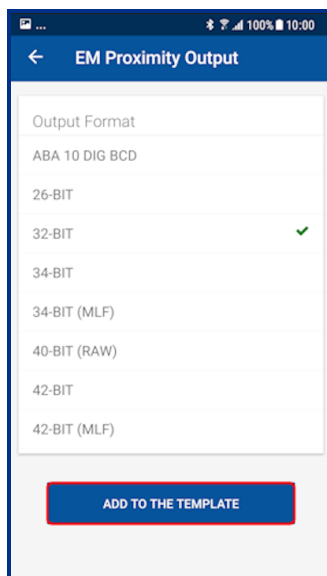 ... 100% 10:00
EM Proximity Output
Output Format
ABA 10 DIG BCD
26-BIT
32-BIT
34-BIT
34-BIT (MLF)
40-BIT (RAW)
42-BIT
42-BIT (MLF)
ADD TO THE TEMPLATE